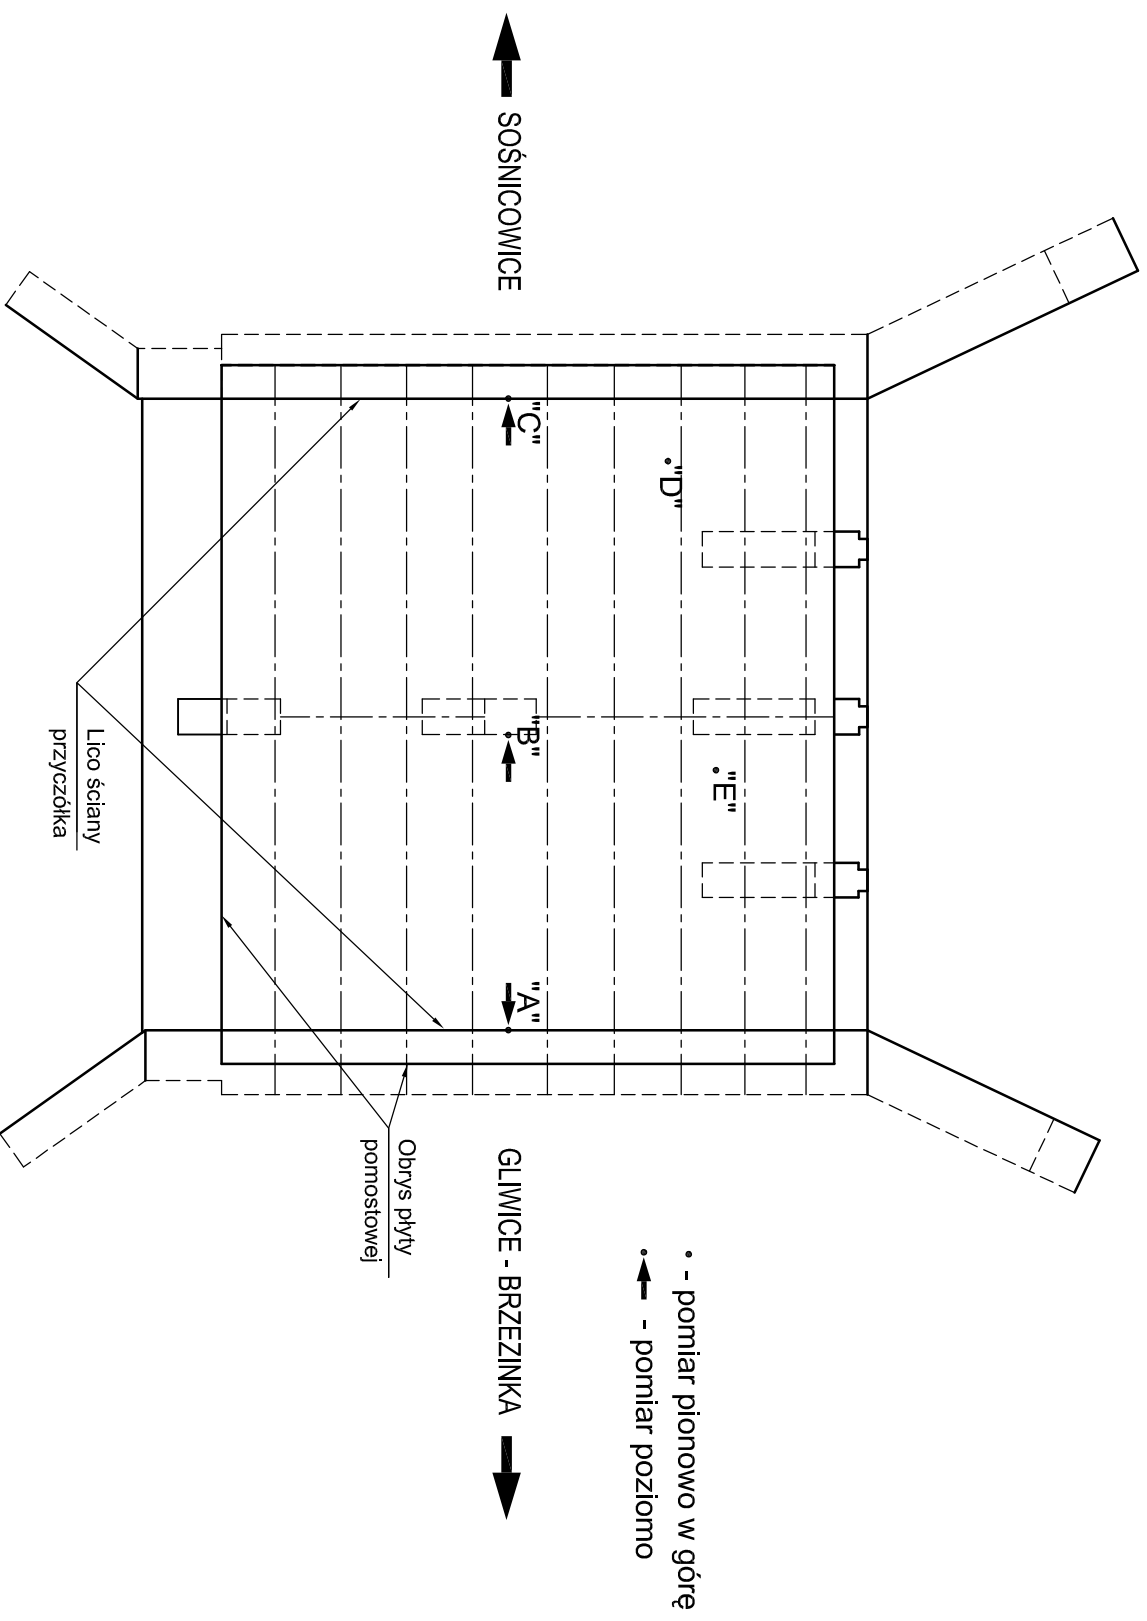 SOŚNICOWICE
"C"
"D"
"B"
"E"
"A"
Lico ściany
przyczółka
Obrys płyty
pomostowej
GLIWICE - BRZEZINKA
- pomiar pionowo w górę
- pomiar poziomo